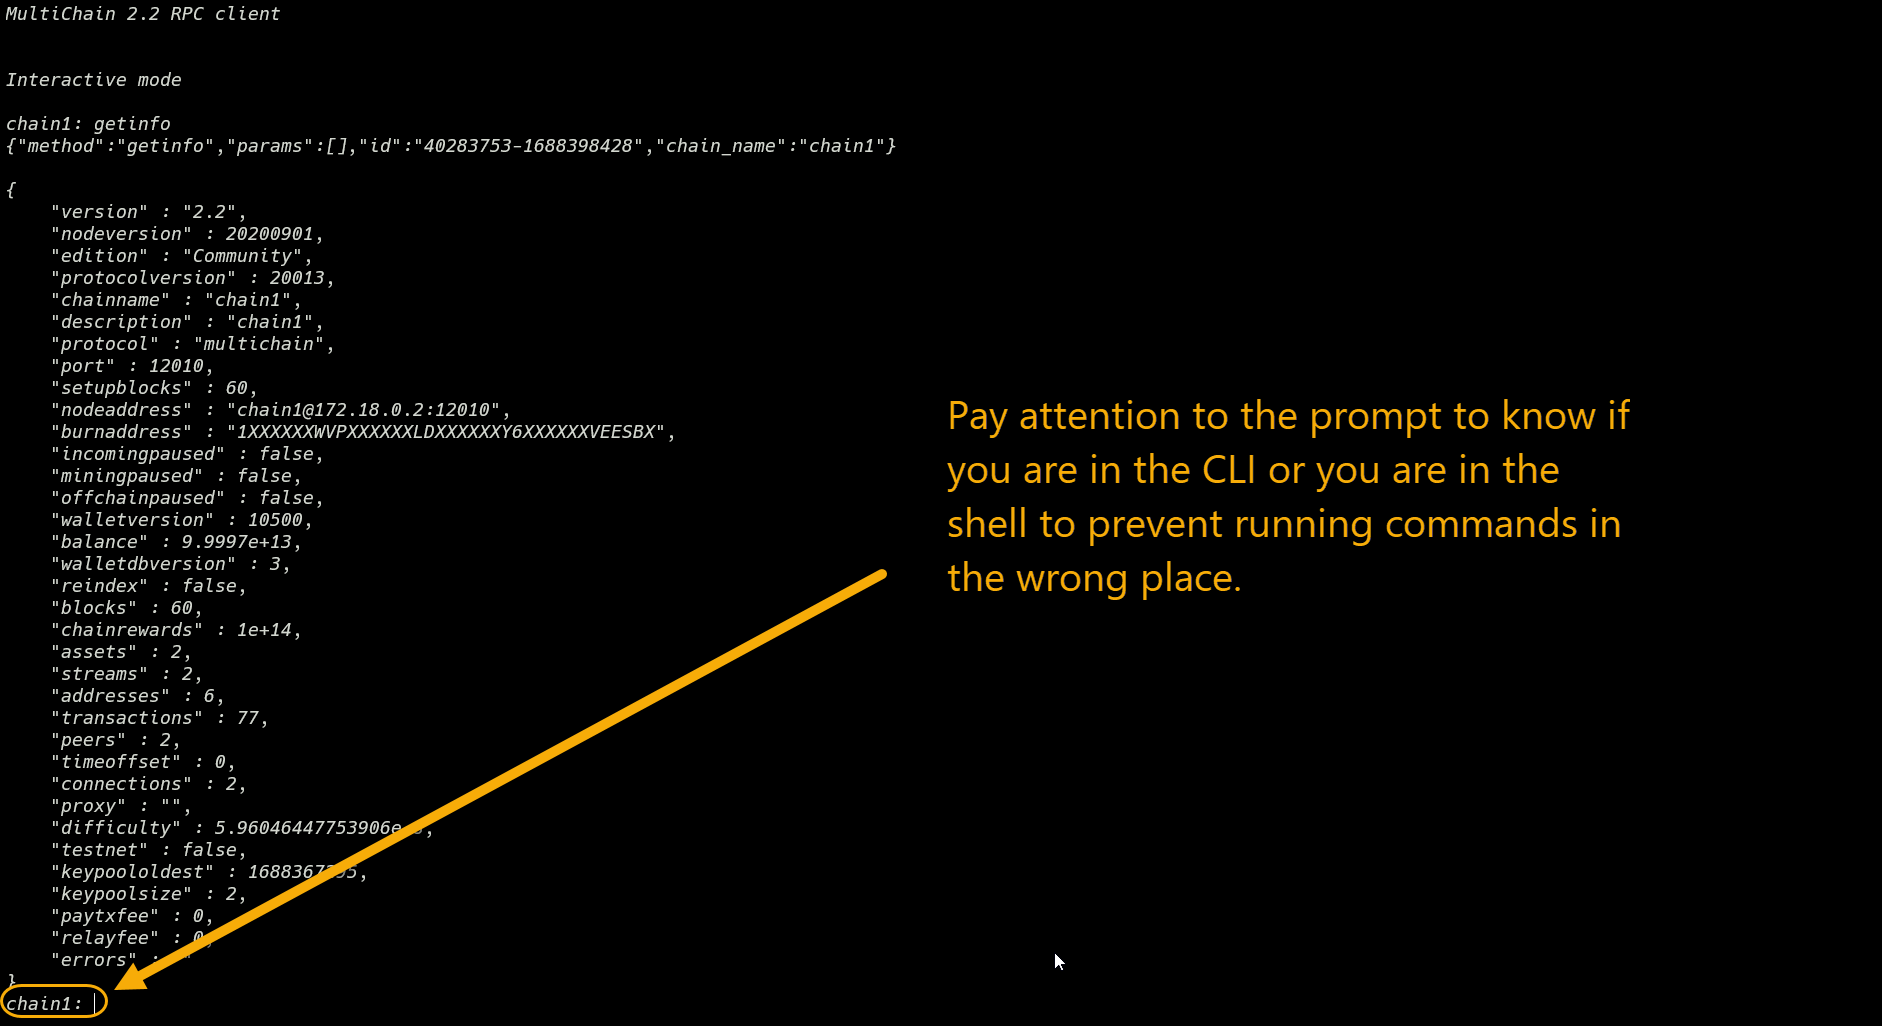 MultiChain 2.2 RPC client
Interactive mode
chain1: getinfo
{"method":"getinfo","params":[],"id":"40283753-1688398428","chain_name":"chain1"}
{
"version" : "2.2",
"nodeversion" : 20200901,
"edition" : "Community",
"protocolversion" : 20013,
"chainname" : "chain1",
"description" : "chain1",
"protocol" : "multichain",
"port" : 12010,
"setupblocks" : 60,
"nodeaddress" : "chain1@172.18.0.2:12010",
"burnaddress" : "1XXXXXXWVPXXXXXXLDXXXXXXY6XXXXXXVEESBX",
"incomingpaused" : false,
"miningpaused" : false,
"offchainpaused" : false,
"walletversion" : 10500,
"balance" : 9.9997e+13,
"walletdbversion" : 3,
"reindex" : false,
"blocks" : 60,
"chainrewards" : 1e+14,
"assets" : 2,
"streams" : 2,
"addresses" : 6,
"transactions" : 77,
"peers" : 2,
"timeoffset" : 0,
"connections" : 2,
"proxy" : "",
"difficulty" :
"testnet" : false,
"keypoololdest" :
"keypoolsize" : 2,
"paytxfee" : 0,
"relayfee" : 0,
"errors" :
}
chain1:
Pay attention to the prompt to know if
you are in the CLI or you are in the
shell to prevent running commands in
the wrong place.